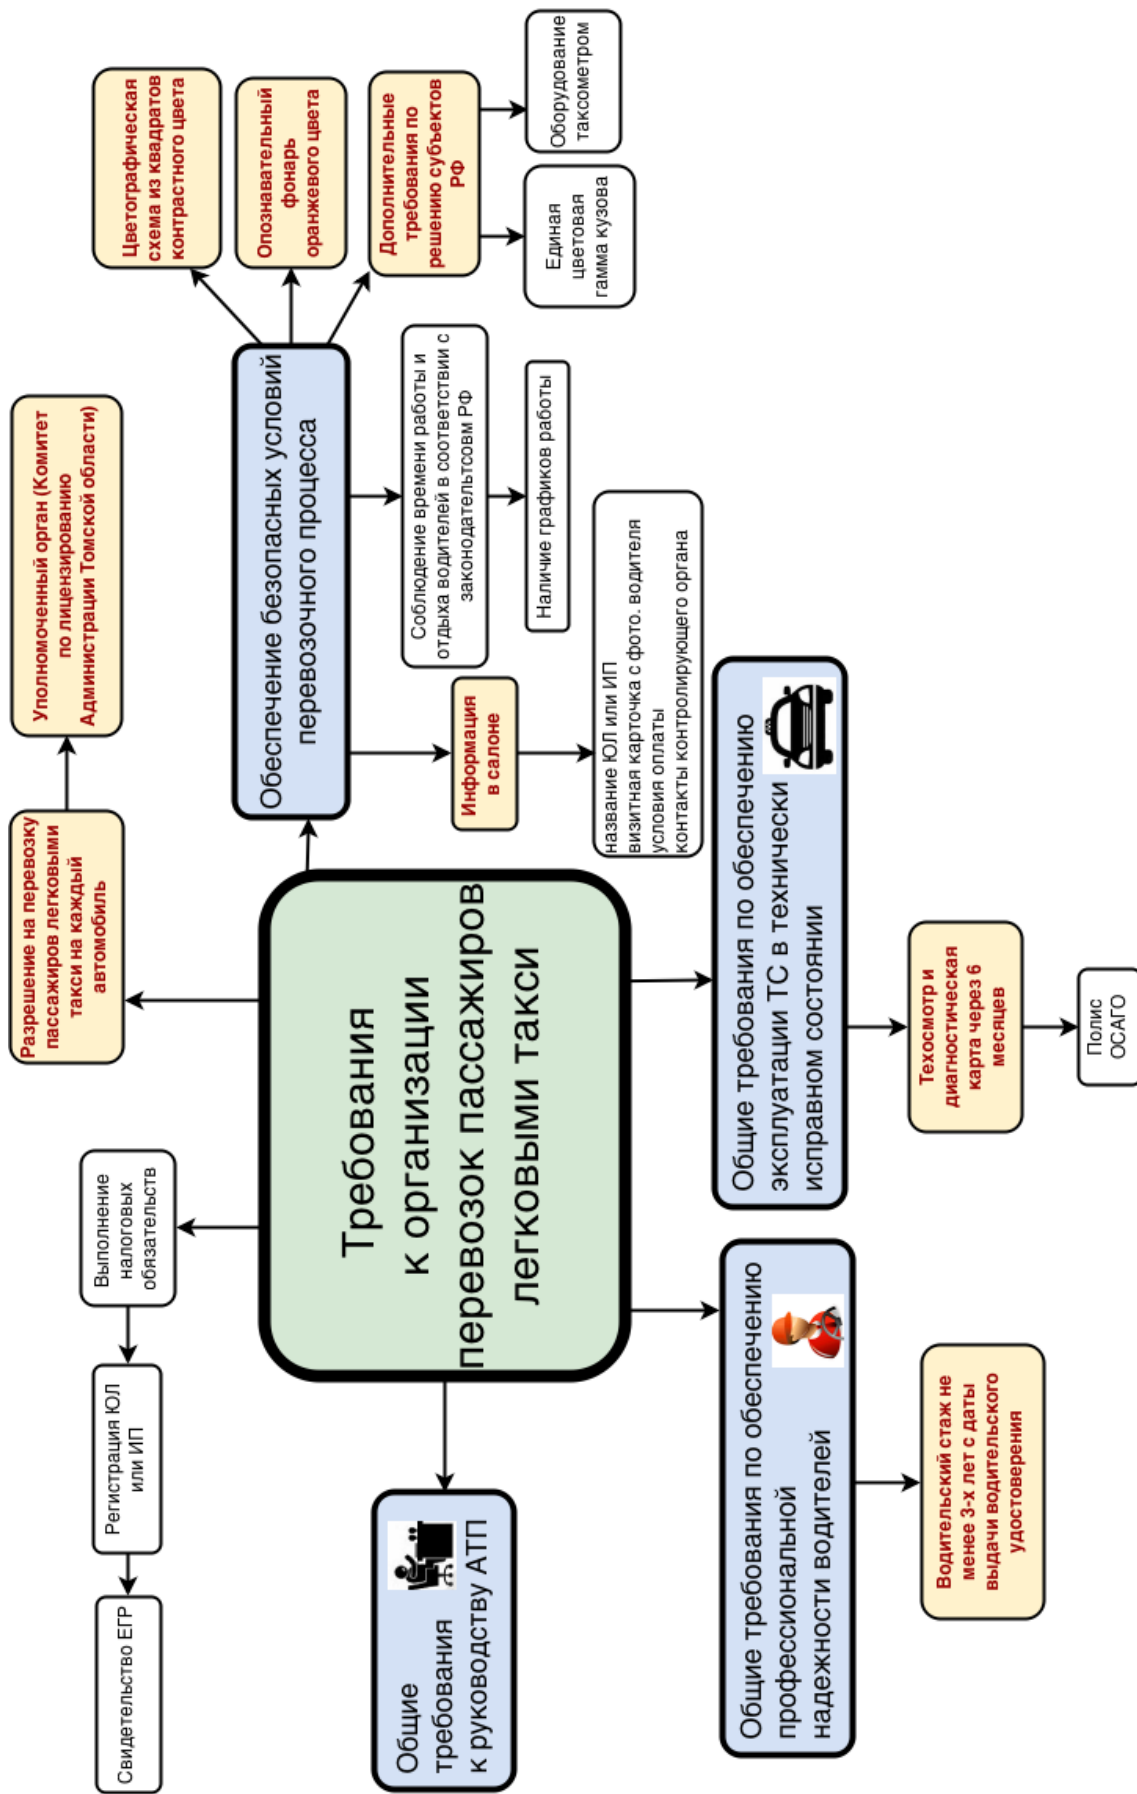 Свидетельство ЕГР
Регистрация ЮЛ
или ИП
Выполнение
налоговых
обязательств
Разрешение на перевозку
пассажиров легковыми
такси на каждый
автомобиль
Уполномоченный орган (Комитет
по лицензированию
Администрации Томской области)
Требования
к организации
перевозок пассажиров
легковыми такси
Обеспечение безопасных условий
перевозочного процесса
Цветографическая
схема из квадратов
контрастного цвета
Опознавательный
фонарь
оранжевого цвета
Дополнительные
требования по
решению субъектов
РФ
Единая
цветовая
гамма кузова
Оборудование
таксометром
Соблюдение времени работы и
отдыха водителей в соответствии с
законодательтсовм РФ
Наличие графиков работы
Информация
в салоне
название ЮЛ или ИП
визитная карточка с фото. водителя
условия оплаты
контакты контролирующего органа
Общие
требования
к руководству АТП
Общие требования по обеспечению
профессиональной
надежности водителей
Водительский стаж не
менее 3-х лет с даты
выдачи водительского
удостоверения
Общие требования по обеспечению
эксплуатации ТС в технически
исправном состоянии
Техосмотр и
диагностическая
карта через 6
месяцев
Полис
ОСАГО